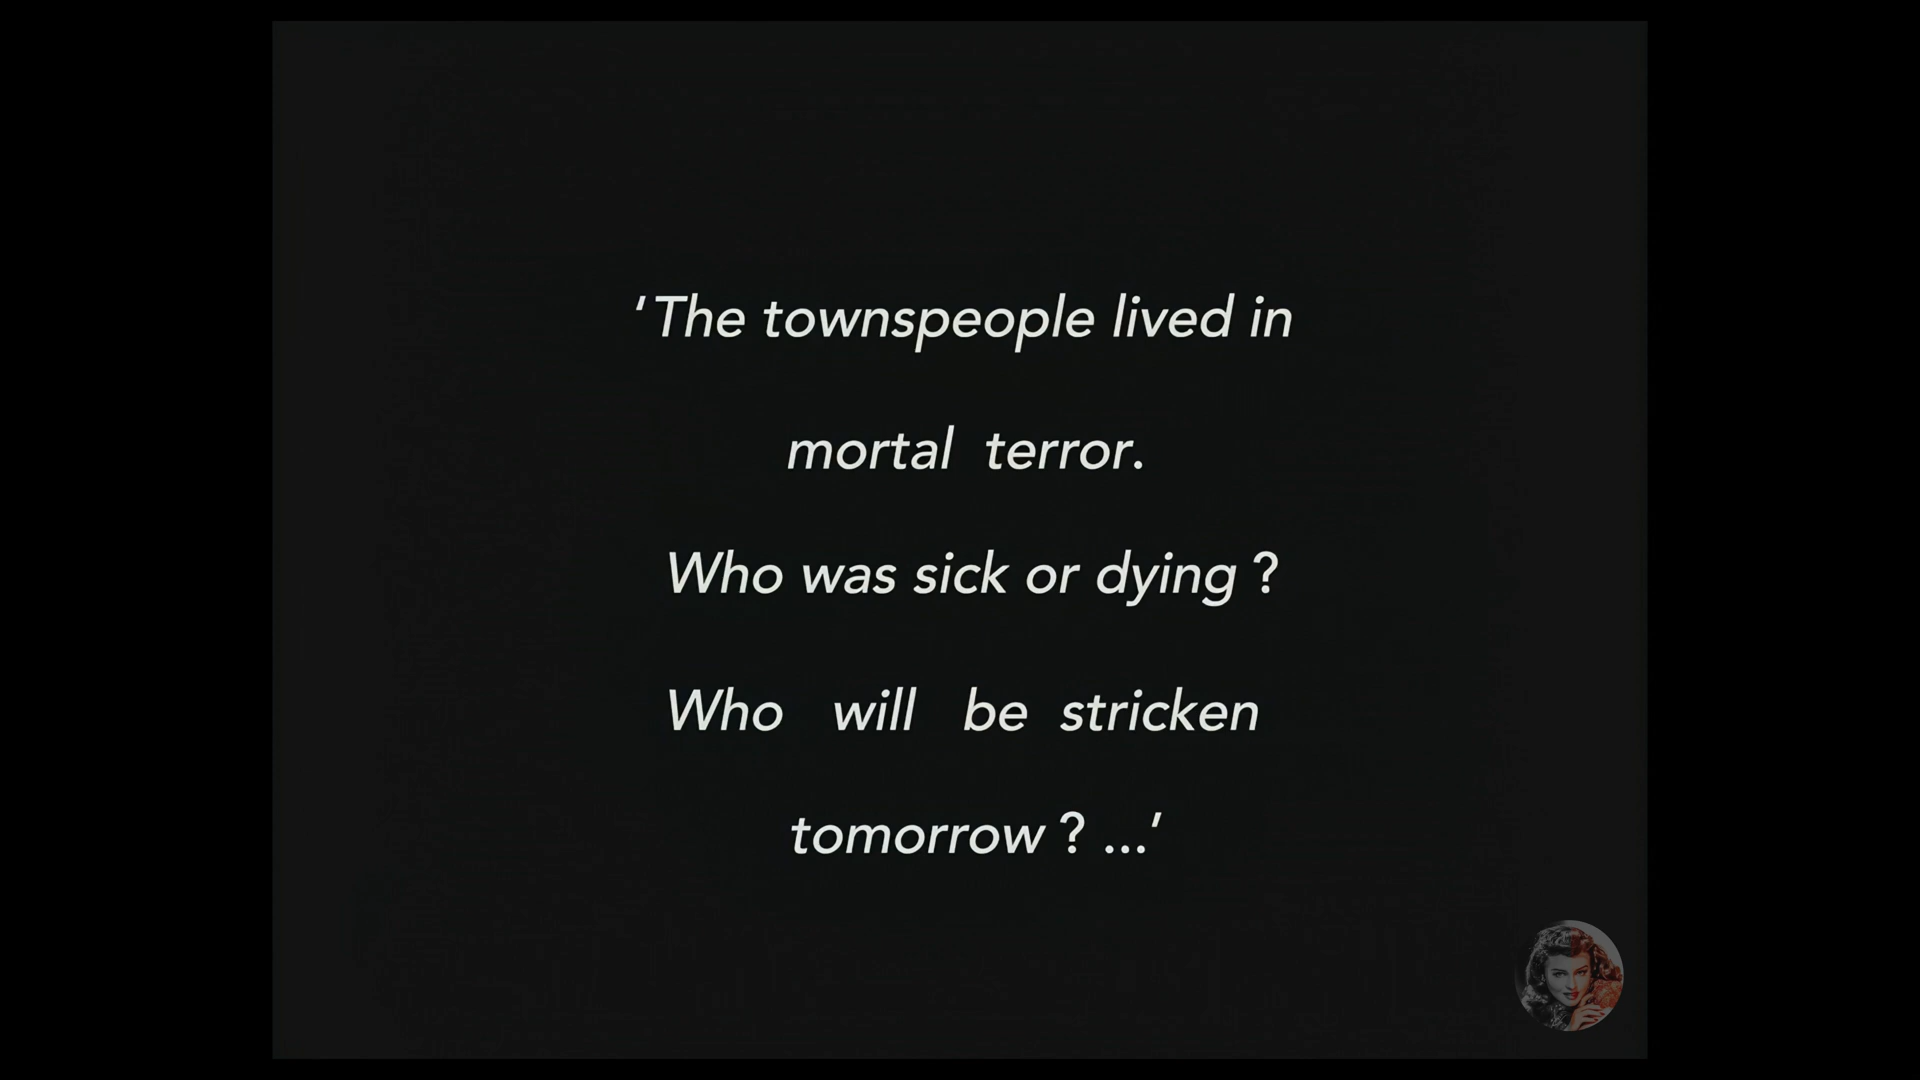 ‘The townspeople lived in
mortal terror.
Who was sick or dying ?
Who will be stricken
tomorrow ? ...’